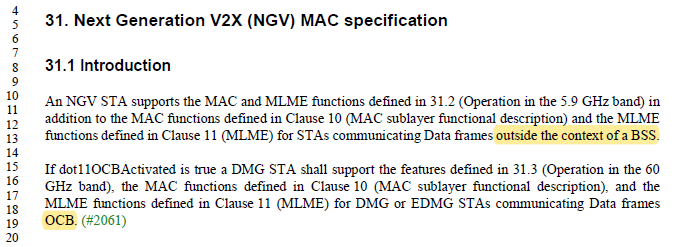 4
5 31. Next Generation V2X (NGV) MAC specification
6
7
8 31.1 Introduction
9
10 An NGV STA supports the MAC and MLME functions defined in 31.2 (Operation in the 5.9 GHz band) in
11 addition to the MAC functions defined in Clause 10 (MAC sublayer functional description) and the MLME
12
13 functions defined in Clause 11 (MLME) for STAs communicating Data frames outside the context of a BSS.
14
15 If dot11OCBActivated is true a DMG STA shall support the features defined in 31.3 (Operation in the 60
16 GHz band), the MAC functions defined in Clause 10 (MAC sublayer functional description), and the
17
18 MLME functions defined in Clause 11 (MLME) for DMG or EDMG STAs communicating Data frames
19 OCB. (#2061)
20